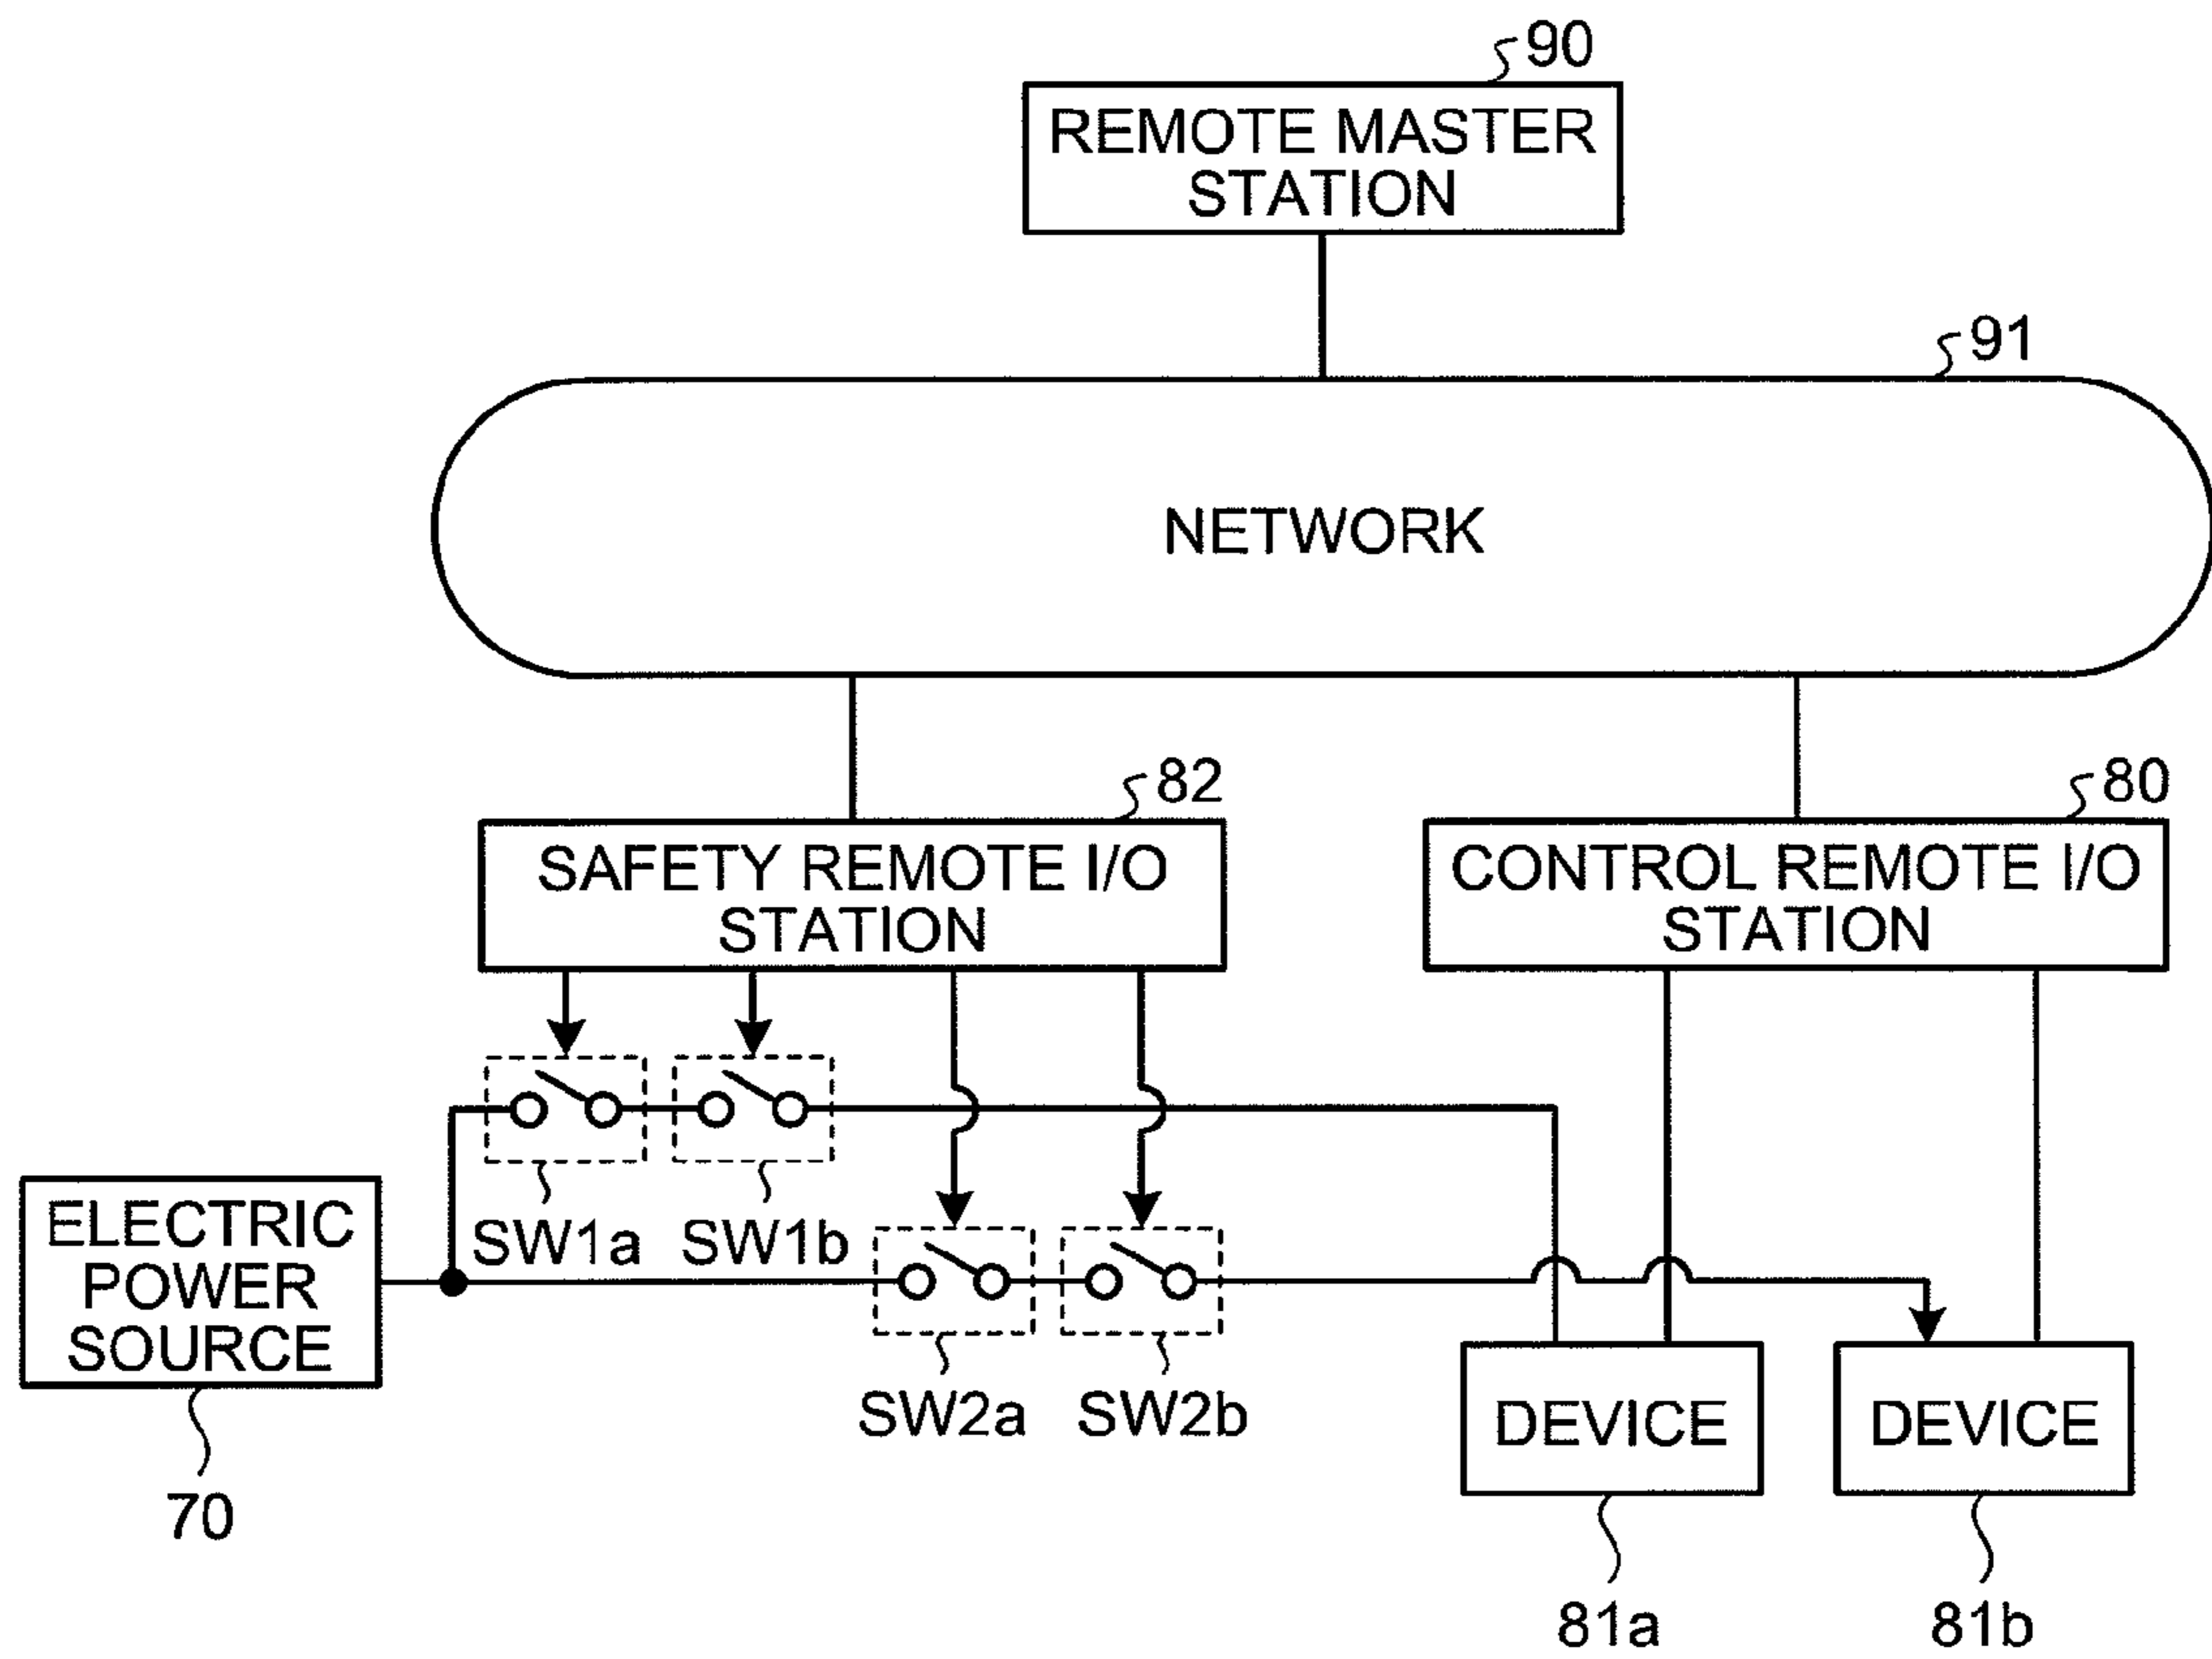 90
REMOTE MASTER
STATION
91
NETWORK
82
80
SAFETY REMOTE I/O
STATION
CONTROL REMOTE I/O
STATION
ELECTRIC
POWER
SOURCE
SW1a
SW1b
SW2a
SW2b
DEVICE
DEVICE
70
81a
81b